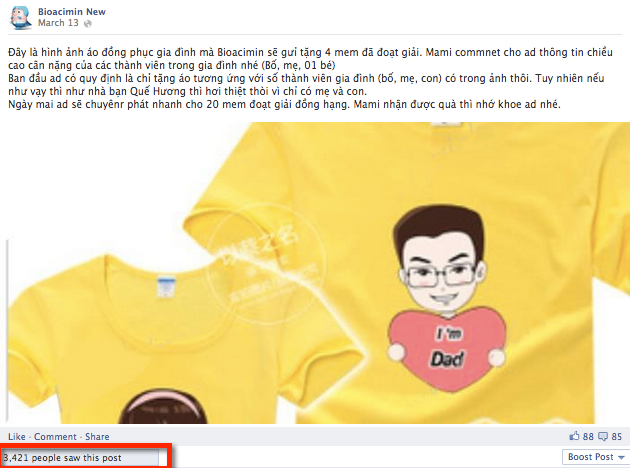 Bioacimin New
March 13
Đây là hình ảnh áo đồng phục gia đình mà Bioacimin sẽ gửi tặng 4 mem đã đoạt giải. Mami commnet cho ad thông tin chiều
cao cân nặng của các thành viên trong gia đình nhé (Bố, mẹ, 01 bé)
Ban đầu ad có quy định là chỉ tặng áo tương ứng với số thành viên gia đình (bố, mẹ, con) có trong ảnh thôi. Tuy nhiên nếu
như vạy thì như nhà bạn Quế Hương thì hơi thiệt thòi vì chỉ có mẹ và con.
Ngày mai ad sẽ chuyênr phát nhanh cho 20 mem đoạt giải đồng hạng. Mami nhận được quà thì nhớ khoe ad nhé.
I'm
Dad
Like · Comment · Share
88 85
3,421 people saw this post
Boost Post